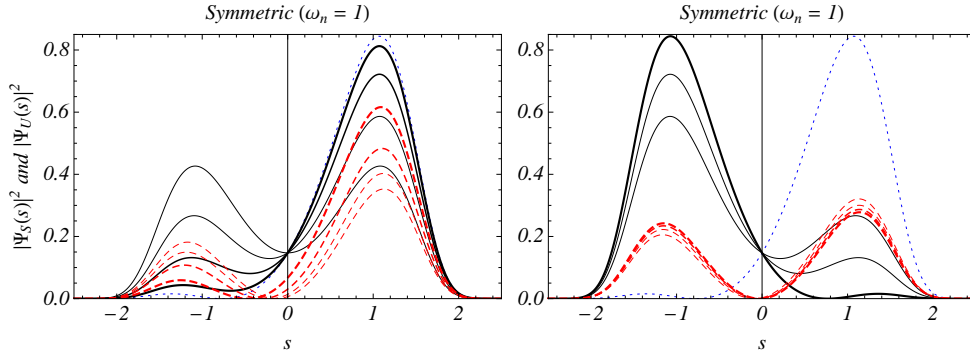 Symmetric (ωₙ = 1)
Symmetric (ωₙ = 1)
|Ψ_S(s)|² and |Ψ_U(s)|²
0.8
0.6
0.4
0.2
0.0
−2 −1 0 1 2
s
0.8
0.6
0.4
0.2
0.0
−2 −1 0 1 2
s